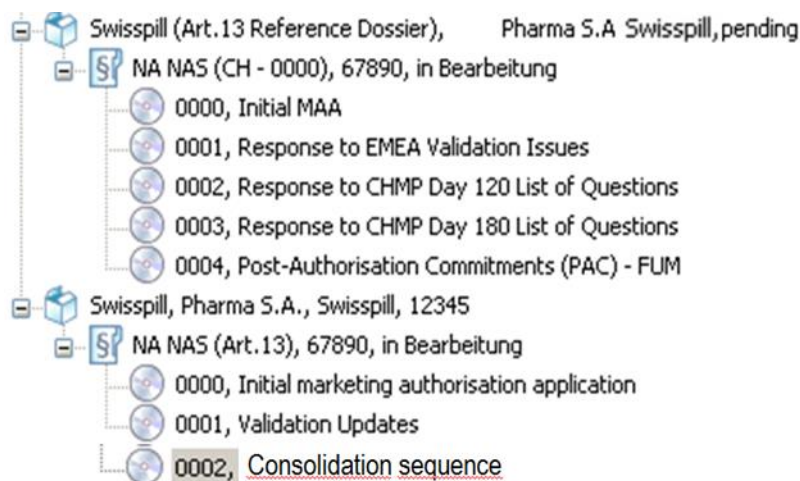 Swisspill (Art.13 Reference Dossier), Pharma S.A Swisspill, pending
NA NAS (CH - 0000), 67890, in Bearbeitung
0000, Initial MAA
0001, Response to EMEA Validation Issues
0002, Response to CHMP Day 120 List of Questions
0003, Response to CHMP Day 180 List of Questions
0004, Post-Authorisation Commitments (PAC) - FUM
Swisspill, Pharma S.A., Swisspill, 12345
NA NAS (Art.13), 67890, in Bearbeitung
0000, Initial marketing authorisation application
0001, Validation Updates
0002, Consolidation sequence